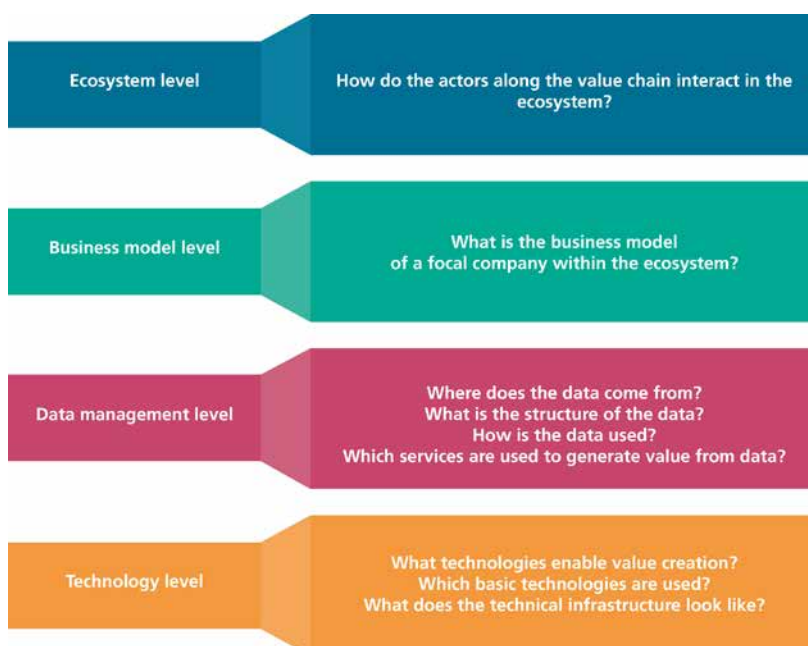 Ecosystem level
How do the actors along the value chain interact in the
ecosystem?
Business model level
What is the business model
of a focal company within the ecosystem?
Data management level
Where does the data come from?
What is the structure of the data?
How is the data used?
Which services are used to generate value from data?
Technology level
What technologies enable value creation?
Which basic technologies are used?
What does the technical infrastructure look like?